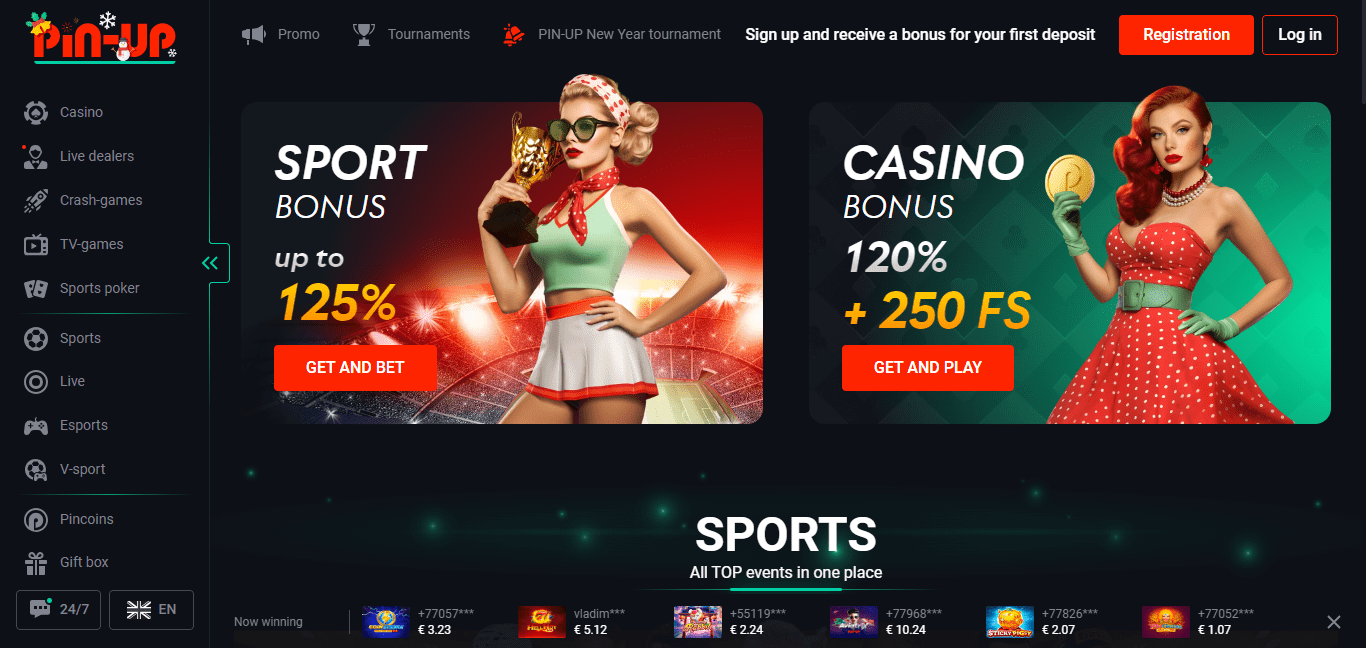 PiN-UP
Promo
Tournaments
PIN-UP New Year tournament
Sign up and receive a bonus for your first deposit
Registration
Log in
Casino
Live dealers
Crash-games
TV-games
Sports poker
Sports
Live
Esports
V-sport
Pincoins
Gift box
24/7
EN
SPORT
BONUS
up to
125%
GET AND BET
CASINO
BONUS
120%
+ 250 FS
GET AND PLAY
SPORTS
All TOP events in one place
Now winning
+77057***
€ 3.23
vladim***
€ 5.12
+55119***
€ 2.24
+77968***
€ 10.24
STICKY PIGGY
+77826***
€ 2.07
+77052***
€ 1.07